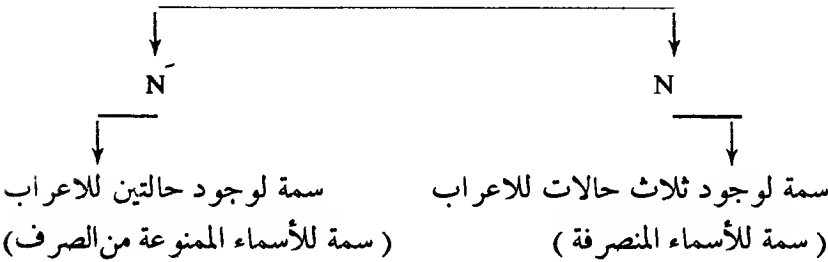 N N⁻
سمة لوجود ثلاث حالات للاعراب سمة لوجود حالتين للاعراب
( سمة للأسماء المنصرفة ) ( سمة للأسماء الممنوعة من الصرف)